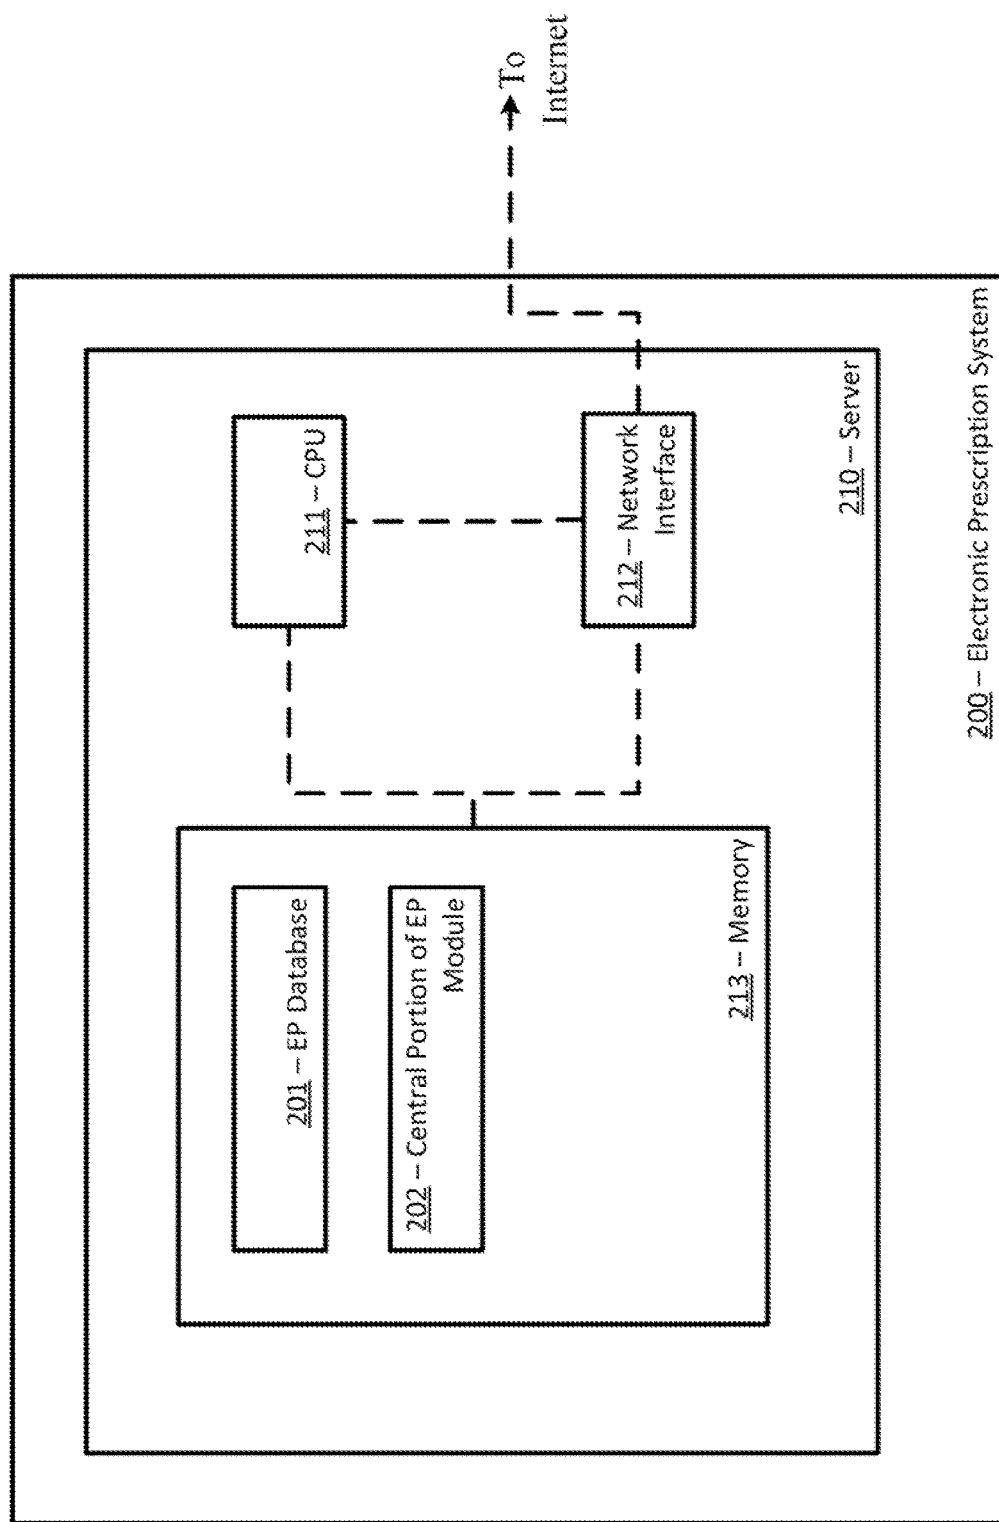 201 – EP Database
202 – Central Portion of EP
Module
213 – Memory
211 – CPU
212 – Network
Interface
210 – Server
200 – Electronic Prescription System
To
Internet